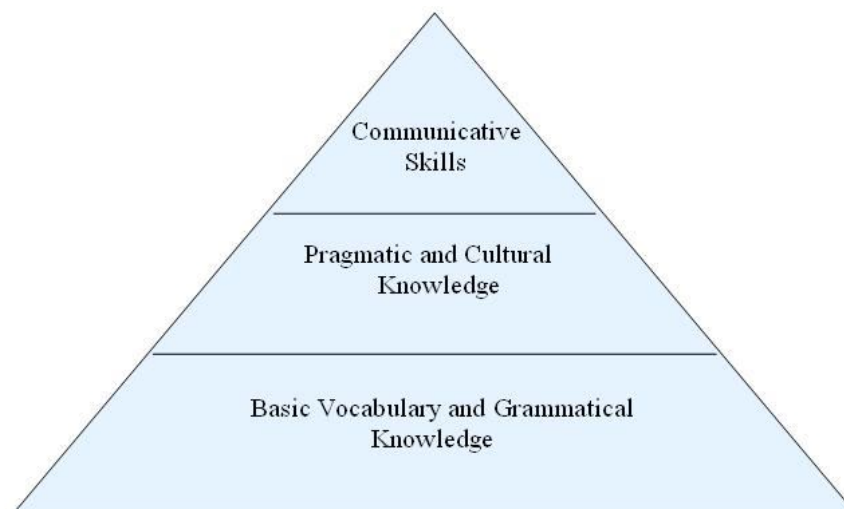 Communicative
Skills
Pragmatic and Cultural
Knowledge
Basic Vocabulary and Grammatical
Knowledge